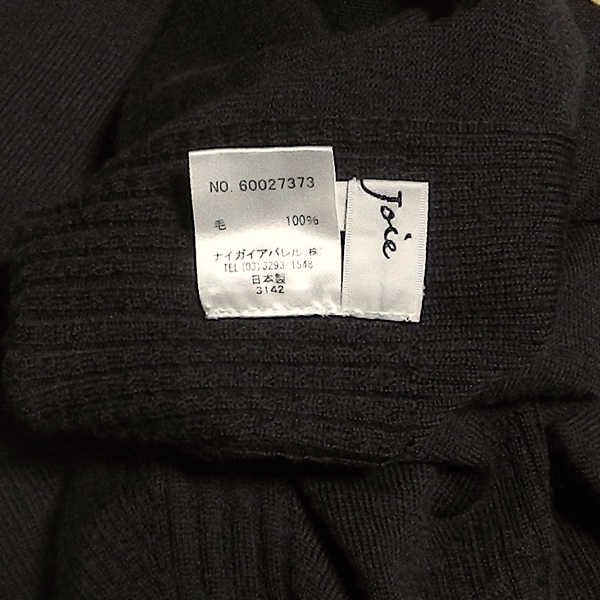 NO. 60027373
毛 100%
ナイガイアパレル(株)
TEL (03)3293-1548
日本製
3142
Joie